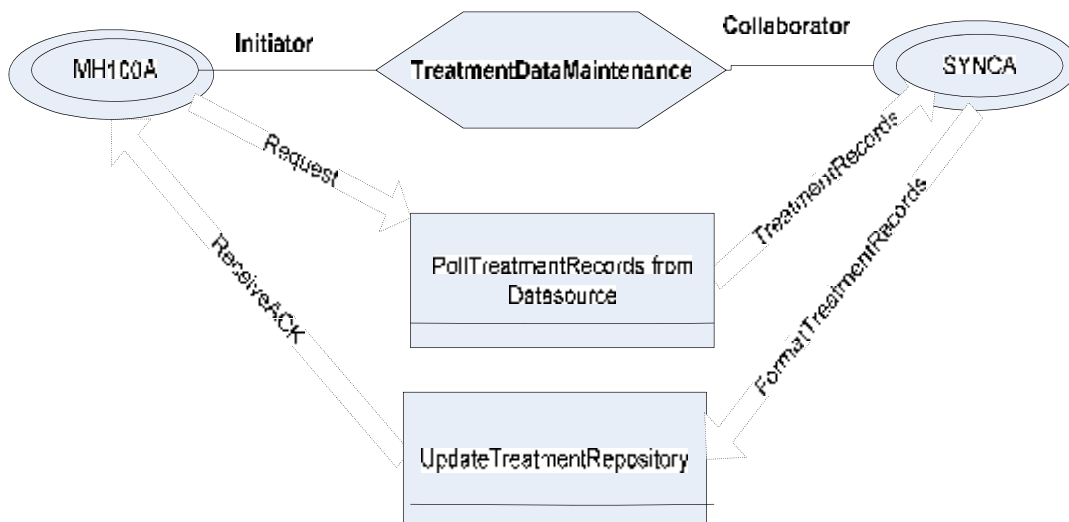 Initiator
Collaborator
MH100A
TreatmentDataMaintenance
SYNCA
Request
TreatmentRecords
PollTreatmentRecords from
Datasource
ReceiveACK
FormatTreatmentRecords
UpdateTreatmentRepository